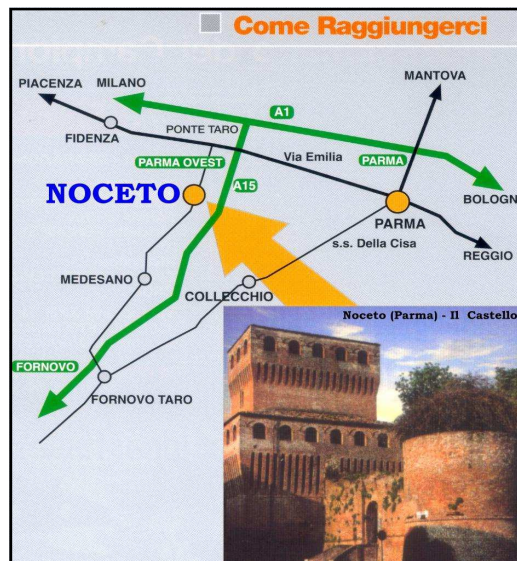 Come Raggiungerci
MANTOVA
PIACENZA
MILANO
A1
FIDENZA
PONTE TARO
Via Emilia
PARMA OVEST
PARMA
NOCETO
A15
BOLOGN
PARMA
s.s. Della Cisa
REGGIO
MEDESANO
COLLECCHIO
Noceto (Parma) - Il Castello
FORNOVO
FORNOVO TARO